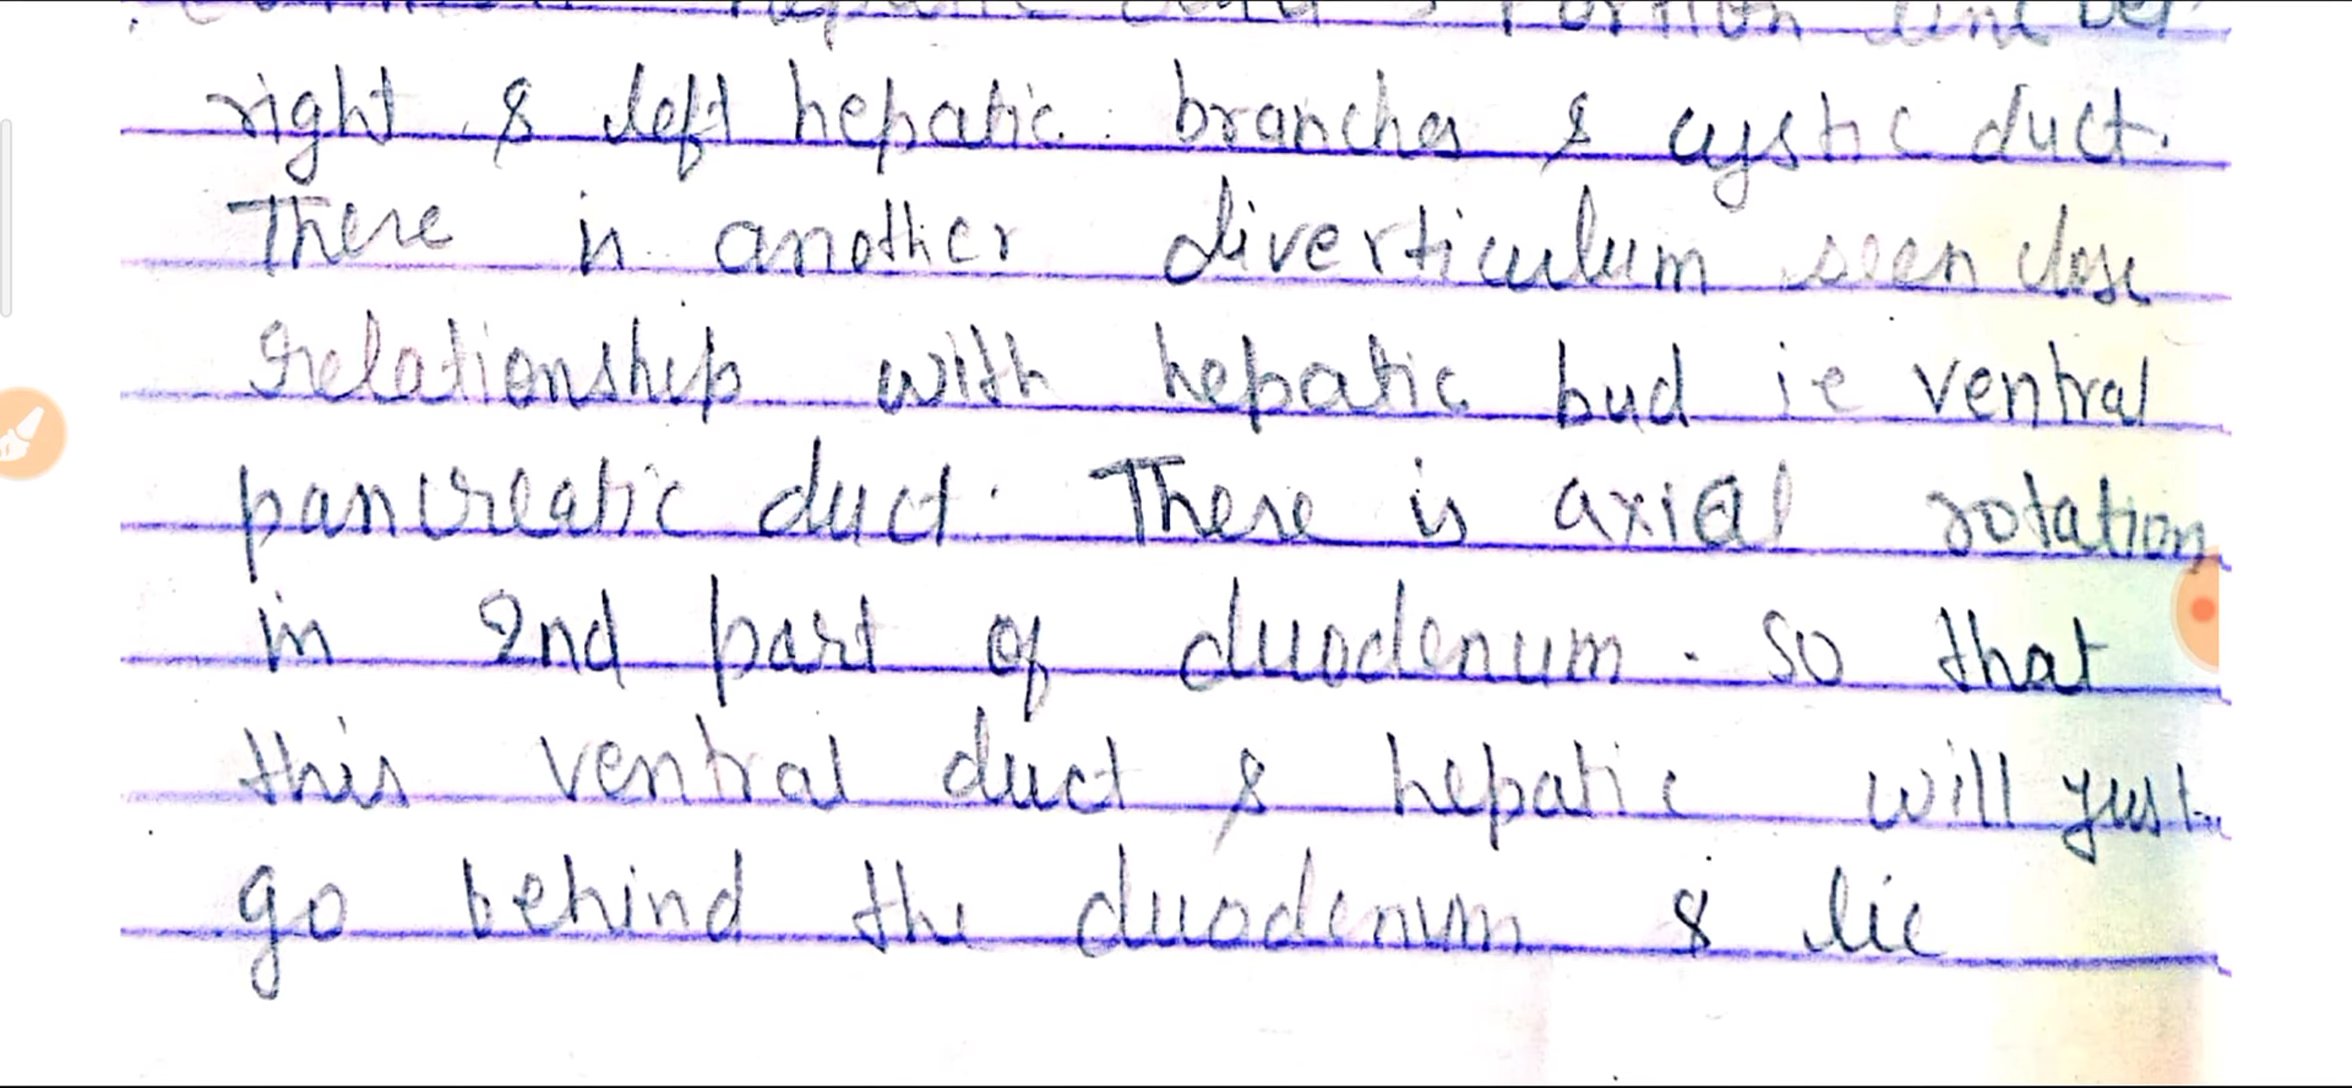 right & left hepatic branches & cystic duct.
There is another diverticulum seen close
relationship with hepatic bud ie ventral
pancreatic duct. There is axial rotation
in 2nd part of duodenum. So that
this ventral duct & hepatic will just
go behind the duodenum & lie